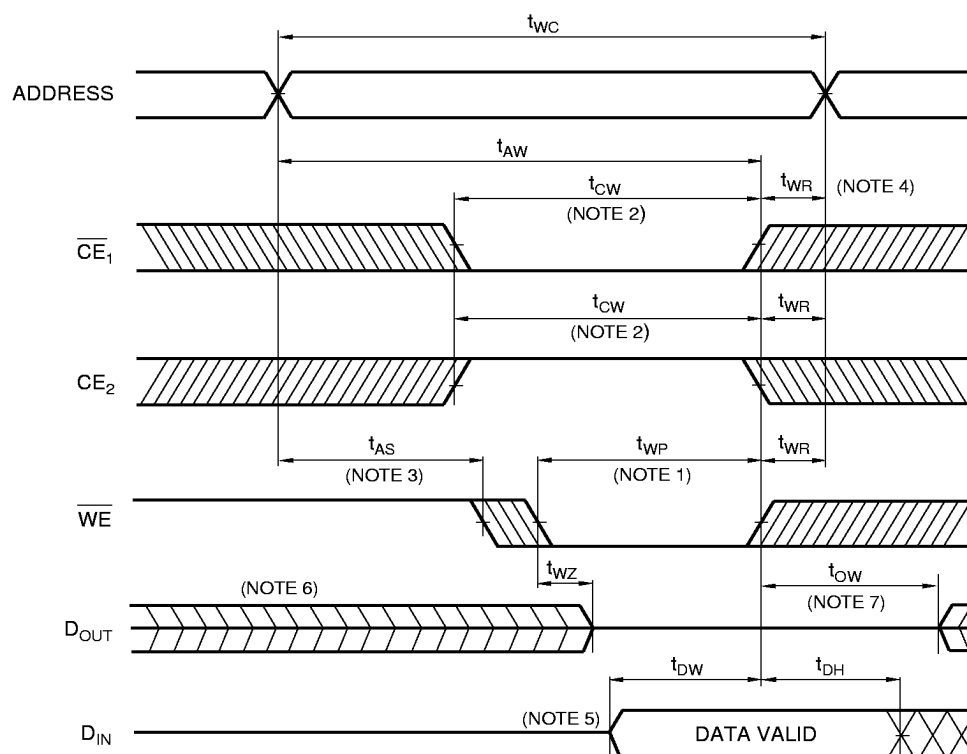 tWC
ADDRESS
tAW
tCW
tWR (NOTE 4)
(NOTE 2)
CE1
tCW
tWR
(NOTE 2)
CE2
tAS
tWP
tWR
(NOTE 3)
(NOTE 1)
WE
tWZ
tOW
(NOTE 6)
(NOTE 7)
DOUT
tDW
tDH
(NOTE 5)
DIN
DATA VALID